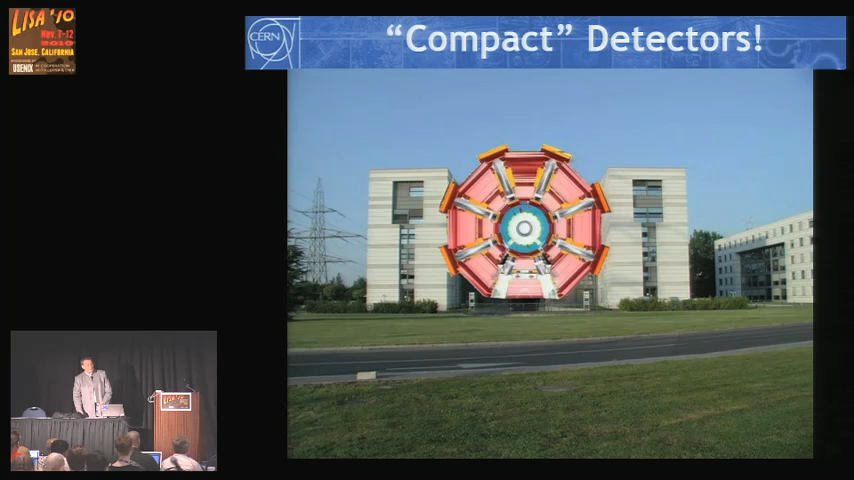 LISA '10
Nov. 7-12
2010
SAN JOSE, CALIFORNIA
USENIX
CERN
"Compact" Detectors!
LISA '10